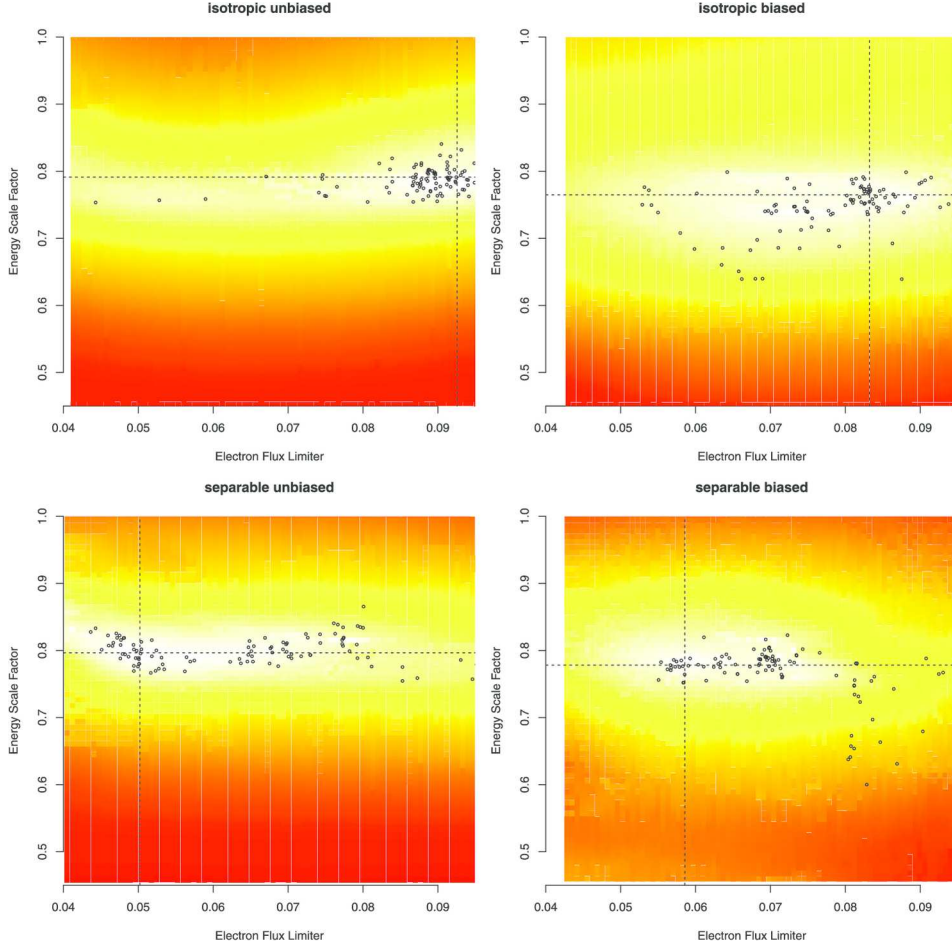 isotropic unbiased
Energy Scale Factor
1.0
0.9
0.8
0.7
0.6
0.5
0.04 0.05 0.06 0.07 0.08 0.09
Electron Flux Limiter
isotropic biased
Energy Scale Factor
1.0
0.9
0.8
0.7
0.6
0.5
0.04 0.05 0.06 0.07 0.08 0.09
Electron Flux Limiter
separable unbiased
Energy Scale Factor
1.0
0.9
0.8
0.7
0.6
0.5
0.04 0.05 0.06 0.07 0.08 0.09
Electron Flux Limiter
separable biased
Energy Scale Factor
1.0
0.9
0.8
0.7
0.6
0.5
0.04 0.05 0.06 0.07 0.08 0.09
Electron Flux Limiter